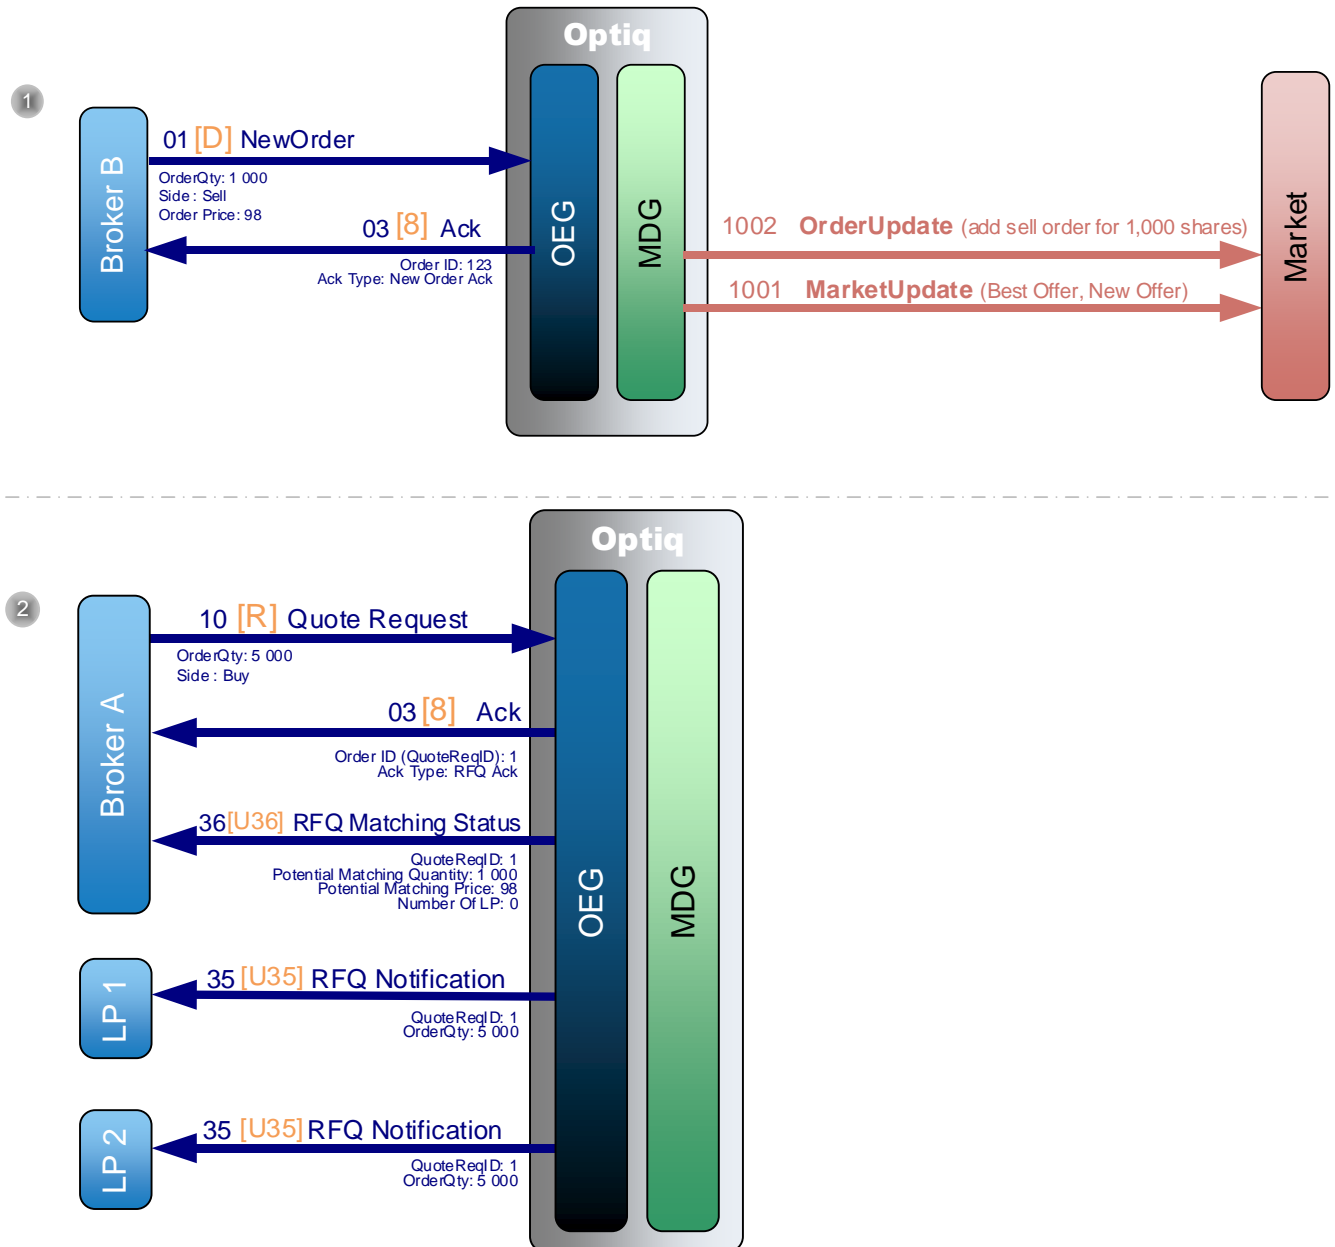 Optiq
1
Broker B
01 [D] NewOrder
OrderQty: 1 000
Side : Sell
Order Price: 98
03 [8] Ack
Order ID: 123
Ack Type: New Order Ack
OEG
MDG
1002 OrderUpdate (add sell order for 1,000 shares)
1001 MarketUpdate (Best Offer, New Offer)
Market
Optiq
2
Broker A
10 [R] Quote Request
OrderQty: 5 000
Side : Buy
03 [8] Ack
Order ID (QuoteReqID): 1
Ack Type: RFQ Ack
36 [U36] RFQ Matching Status
QuoteReqID: 1
Potential Matching Quantity: 1 000
Potential Matching Price: 98
Number Of LP: 0
OEG
MDG
LP 1
35 [U35] RFQ Notification
QuoteReqID: 1
OrderQty: 5 000
LP 2
35 [U35] RFQ Notification
QuoteReqID: 1
OrderQty: 5 000